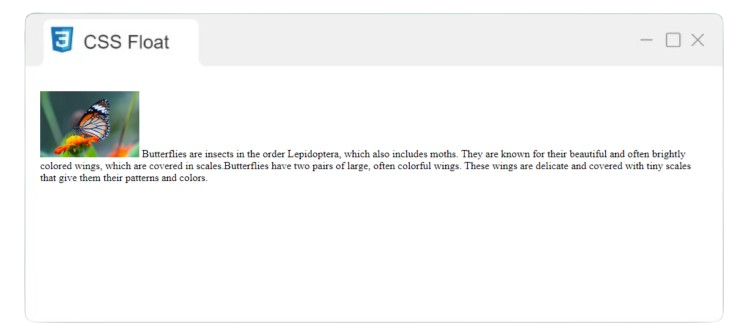 CSS Float
Butterflies are insects in the order Lepidoptera, which also includes moths. They are known for their beautiful and often brightly
colored wings, which are covered in scales.Butterflies have two pairs of large, often colorful wings. These wings are delicate and covered with tiny scales
that give them their patterns and colors.